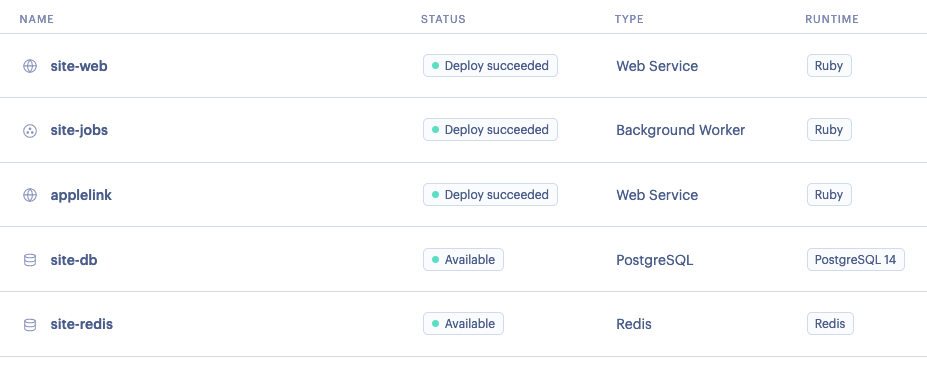 NAME STATUS TYPE RUNTIME
site-web Deploy succeeded Web Service Ruby
site-jobs Deploy succeeded Background Worker Ruby
applelink Deploy succeeded Web Service Ruby
site-db Available PostgreSQL PostgreSQL 14
site-redis Available Redis Redis